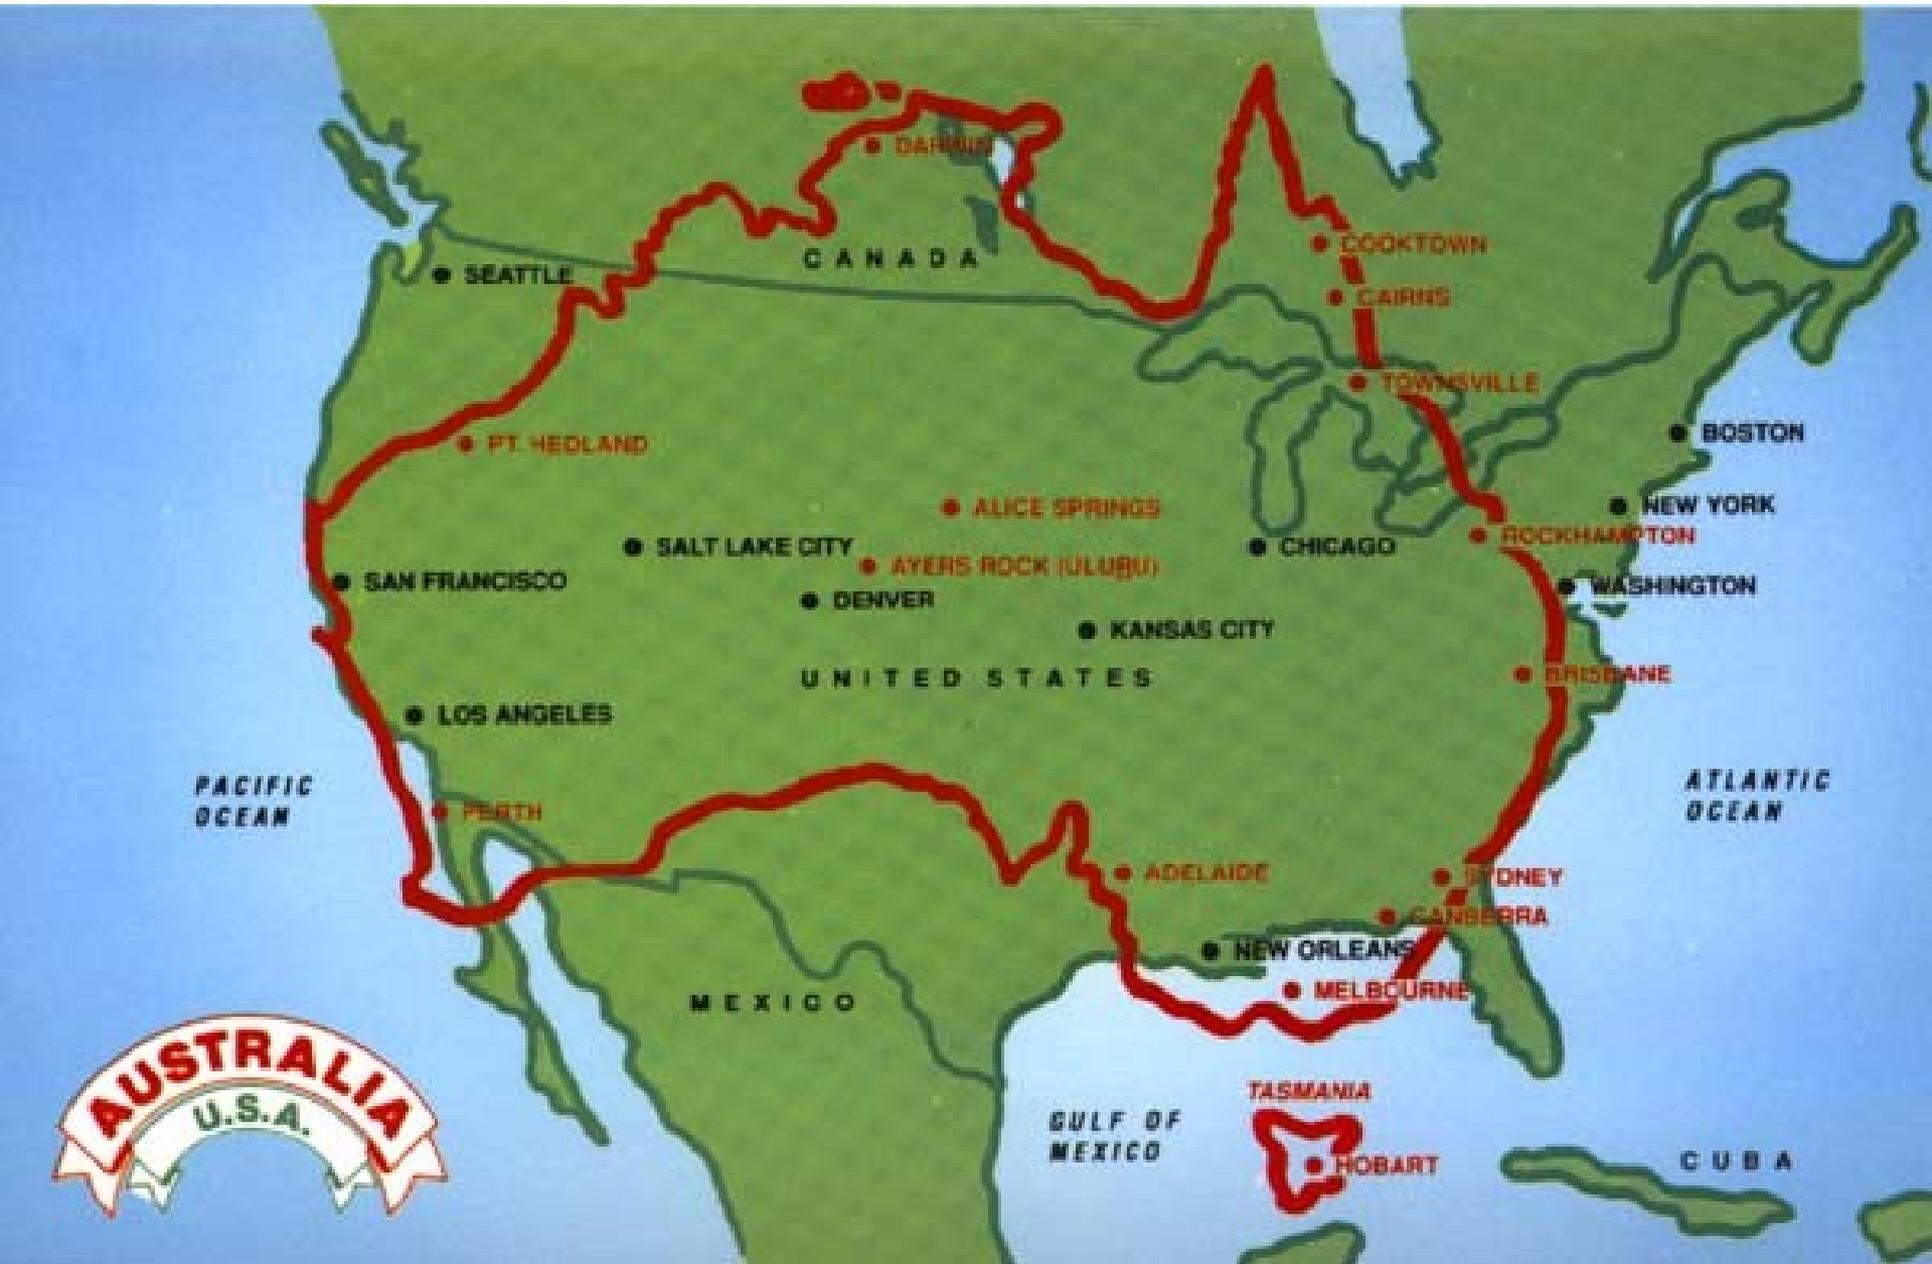 DARWIN
COOKTOWN
CANADA
SEATTLE
CAIRNS
TOWNSVILLE
BOSTON
PT. HEDLAND
ALICE SPRINGS
NEW YORK
ROCKHAMPTON
SALT LAKE CITY
CHICAGO
AYERS ROCK (ULURU)
SAN FRANCISCO
WASHINGTON
DENVER
KANSAS CITY
BRISBANE
UNITED STATES
LOS ANGELES
PACIFIC
OCEAN
ATLANTIC
OCEAN
PERTH
ADELAIDE
SYDNEY
CANBERRA
NEW ORLEANS
MELBOURNE
MEXICO
AUSTRALIA
U.S.A.
TASMANIA
GULF OF
MEXICO
HOBART
CUBA